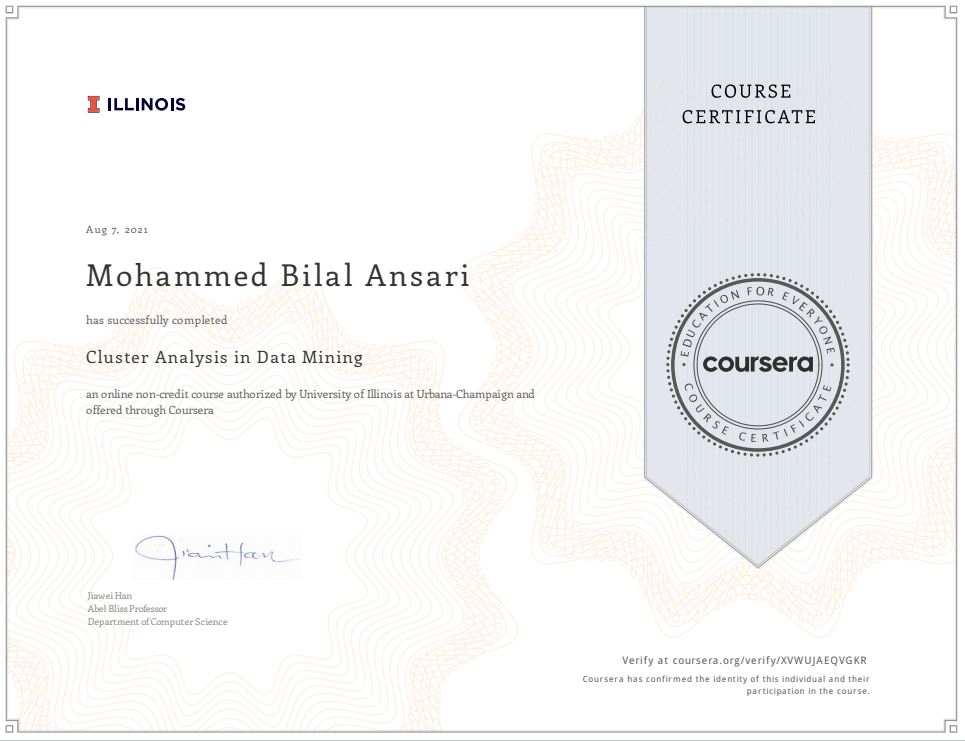 ILLINOIS
COURSE
CERTIFICATE
Aug 7, 2021
Mohammed Bilal Ansari
has successfully completed
Cluster Analysis in Data Mining
an online non-credit course authorized by University of Illinois at Urbana-Champaign and
offered through Coursera
EDUCATION FOR EVERYONE
coursera
COURSE CERTIFICATE
Jiawei Han
Jiawei Han
Abel Bliss Professor
Department of Computer Science
Verify at coursera.org/verify/XVWUJAEQVGKR
Coursera has confirmed the identity of this individual and their
participation in the course.